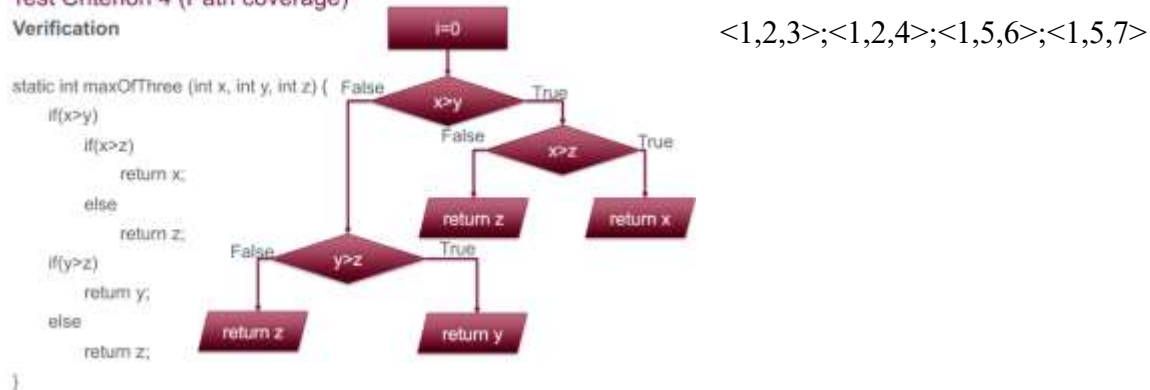 Test Criterion 4 (Path coverage)
Verification
<1,2,3>;<1,2,4>;<1,5,6>;<1,5,7>
static int maxOfThree (int x, int y, int z) {
if(x>y)
if(x>z)
return x;
else
return z;
if(y>z)
return y;
else
return z;
}
i=0
x>y
False
True
x>z
False
True
return z
return x
y>z
False
True
return z
return y